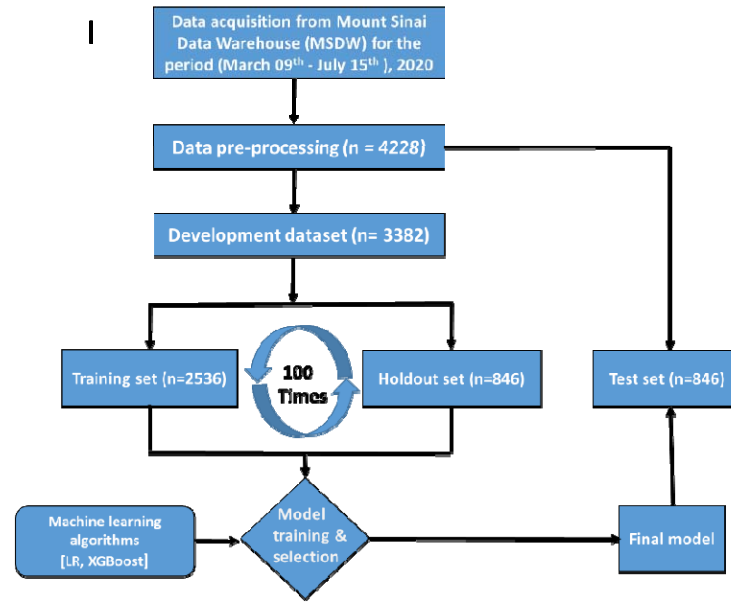 Data acquisition from Mount Sinai
Data Warehouse (MSDW) for the
period (March 09th - July 15th ), 2020
Data pre-processing (n = 4228)
Development dataset (n= 3382)
Training set (n=2536)
100
Times
Holdout set (n=846)
Test set (n=846)
Machine learning
algorithms
[LR, XGBoost]
Model
training &
selection
Final model